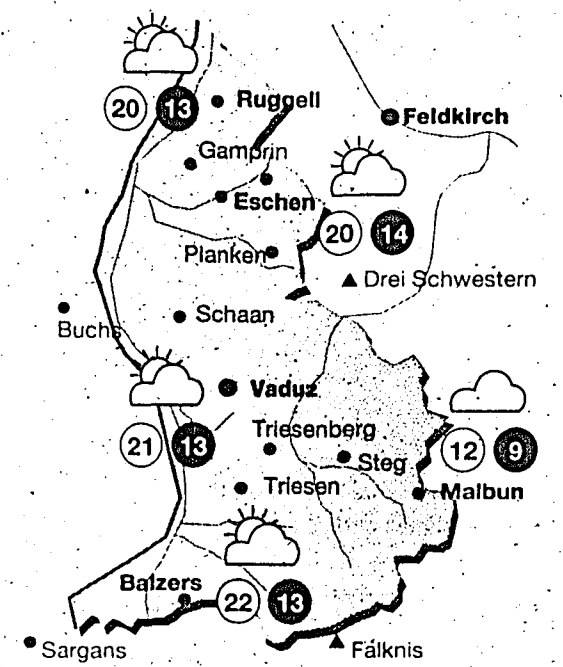 20 13 Ruggell
Feldkirch
Gamprin
Eschen
20 14
Planken
Drei Schwestern
Buchs
Schaan
Vaduz
21 13
Triesenberg
12 9
Steg
Triesen
Malbun
Balzers
22 13
Sargans
Falknis